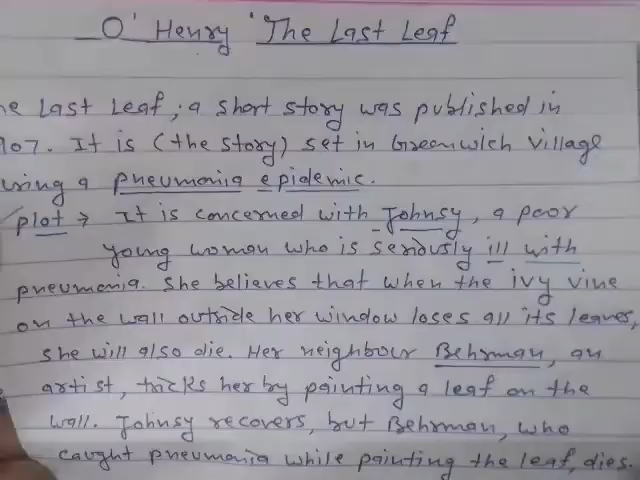 O' Henry 'The Last Leaf
he Last Leaf, a short story was published in
907. It is (the story) set in Greenwich Village
uring a pneumonia epidemic.
plot → It is concerned with Johnsy, a poor
young woman who is seriously ill with
pneumonia. She believes that when the ivy vine
on the wall outside her window loses all its leaves,
she will also die. Her neighbour Behrman, an
artist, tricks her by painting a leaf on the
wall. Johnsy recovers, but Behrman, who
caught pneumonia while painting the leaf, dies.